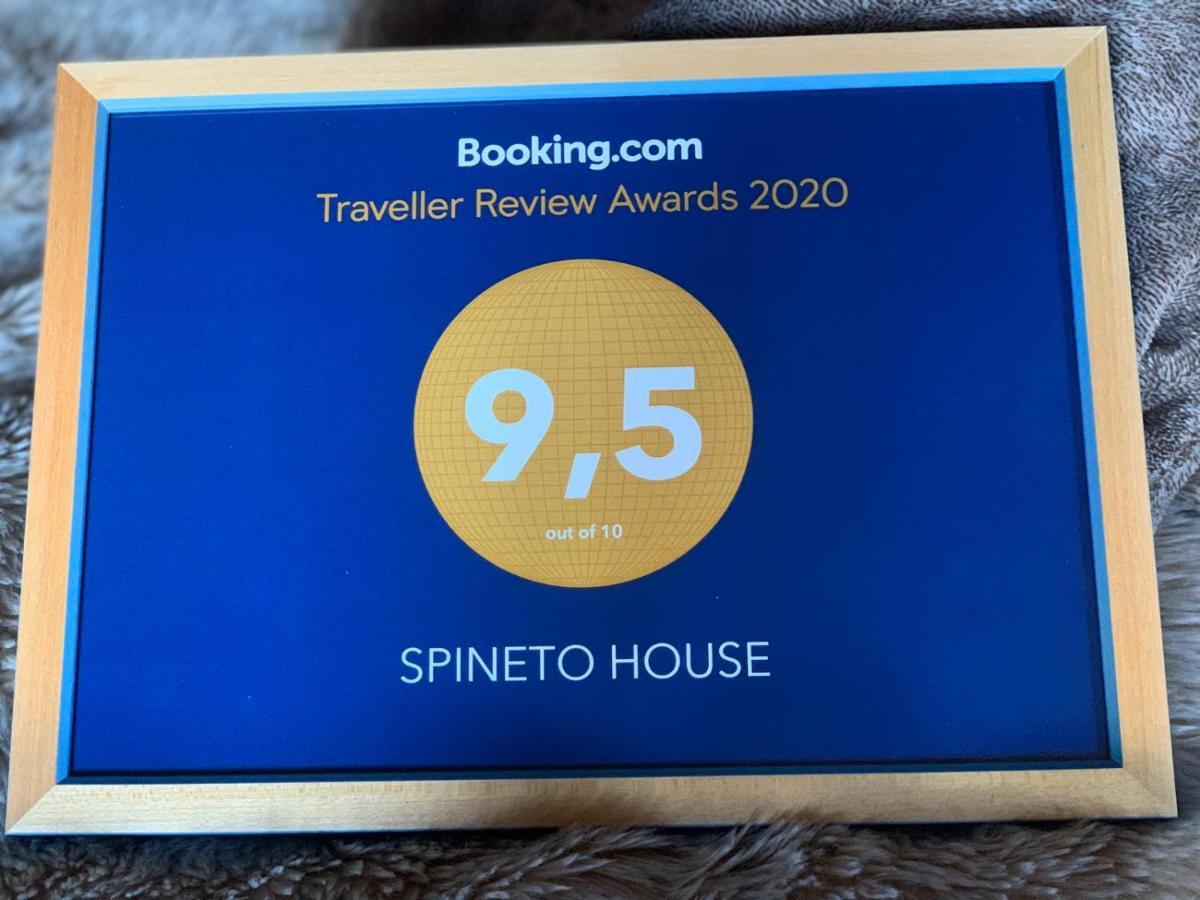 Booking.com
Traveller Review Awards 2020
9,5
out of 10
SPINETO HOUSE